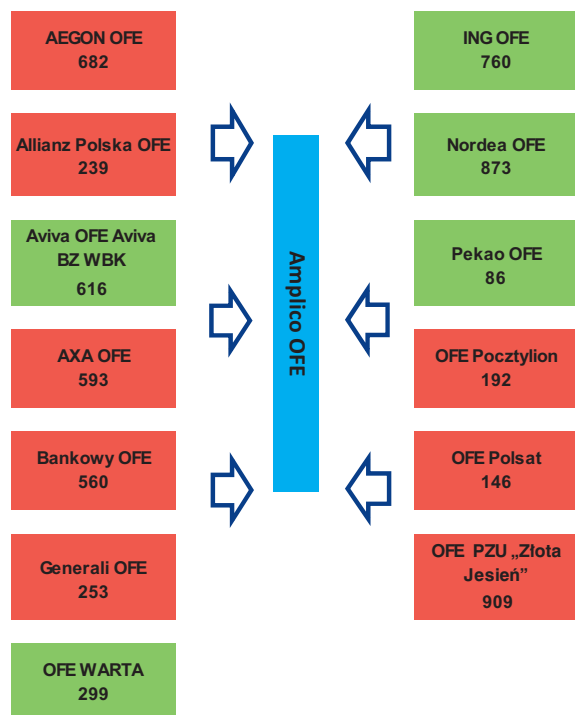 AEGON OFE
682
Allianz Polska OFE
239
Aviva OFE Aviva
BZ WBK
616
AXA OFE
593
Bankowy OFE
560
Generali OFE
253
OFE WARTA
299
Amplico OFE
ING OFE
760
Nordea OFE
873
Pekao OFE
86
OFE Pocztylion
192
OFE Polsat
146
OFE PZU „Złota
Jesień”
909